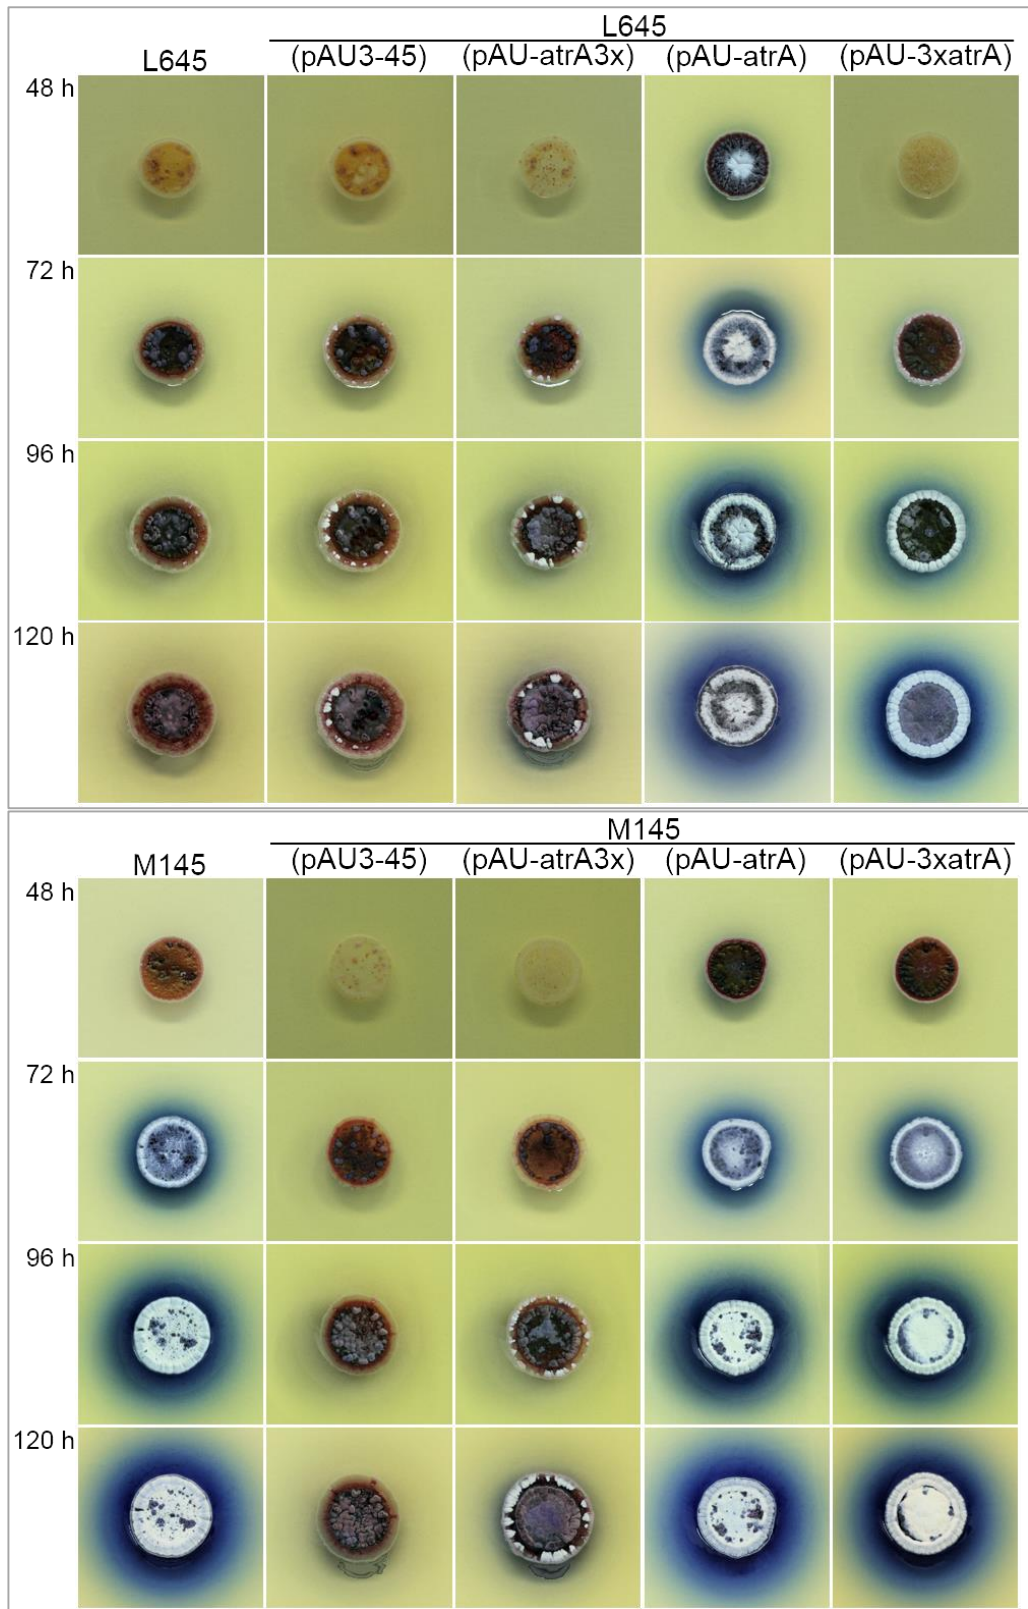 L645
L645
(pAU3-45)
(pAU-atrA3x)
(pAU-atrA)
(pAU-3xatrA)
48 h
72 h
96 h
120 h
M145
M145
(pAU3-45)
(pAU-atrA3x)
(pAU-atrA)
(pAU-3xatrA)
48 h
72 h
96 h
120 h